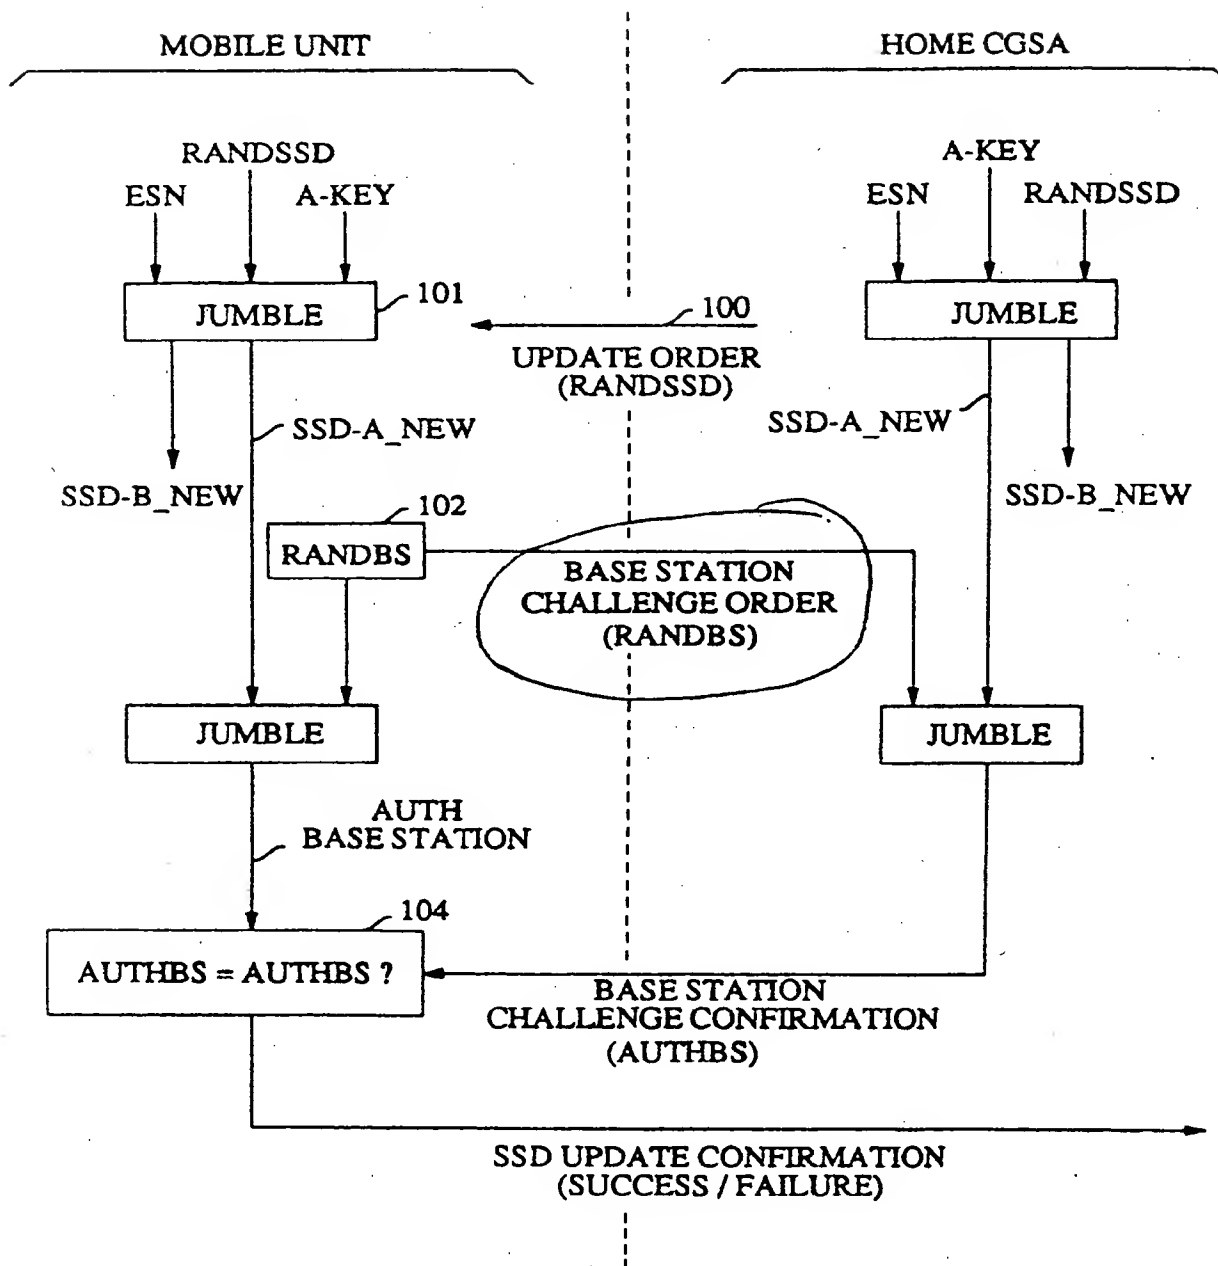 MOBILE UNIT
HOME CGSA
RANDSSD
ESN
A-KEY
A-KEY
ESN
RANDSSD
JUMBLE
101
100
JUMBLE
UPDATE ORDER
(RANDSSD)
SSD-A_NEW
SSD-A_NEW
SSD-B_NEW
SSD-B_NEW
102
RANDBS
BASE STATION
CHALLENGE ORDER
(RANDBS)
JUMBLE
JUMBLE
AUTH
BASE STATION
104
AUTHBS = AUTHBS ?
BASE STATION
CHALLENGE CONFIRMATION
(AUTHBS)
SSD UPDATE CONFIRMATION
(SUCCESS / FAILURE)